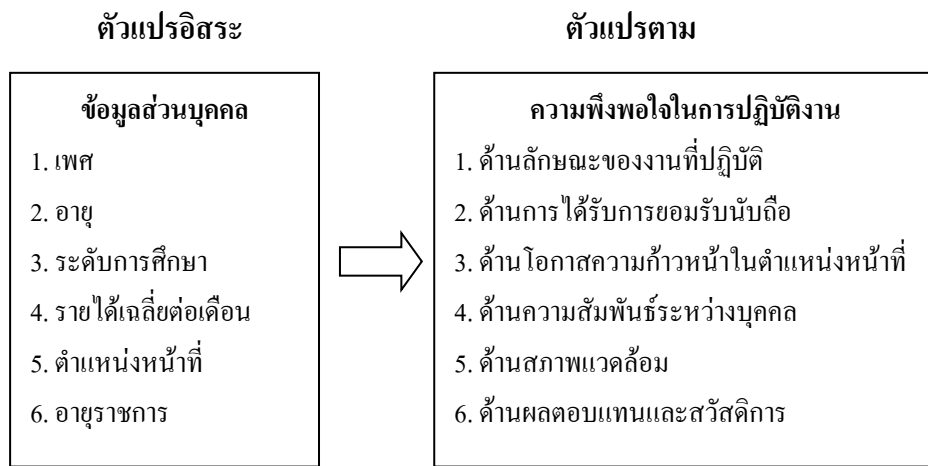 ตัวแปรอิสระ
ตัวแปรตาม
ข้อมูลส่วนบุคคล
1. เพศ
2. อายุ
3. ระดับการศึกษา
4. รายได้เฉลี่ยต่อเดือน
5. ตำแหน่งหน้าที่
6. อายุราชการ
ความพึงพอใจในการปฏิบัติงาน
1. ด้านลักษณะของงานที่ปฏิบัติ
2. ด้านการได้รับการยอมรับนับถือ
3. ด้านโอกาสความก้าวหน้าในตำแหน่งหน้าที่
4. ด้านความสัมพันธ์ระหว่างบุคคล
5. ด้านสภาพแวดล้อม
6. ด้านผลตอบแทนและสวัสดิการ